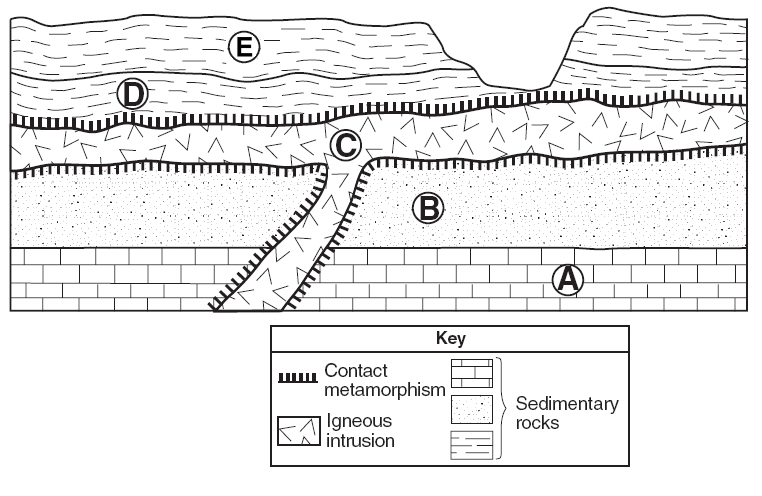 E
D
C
B
A
Key
Contact
metamorphism
Igneous
intrusion
Sedimentary
rocks